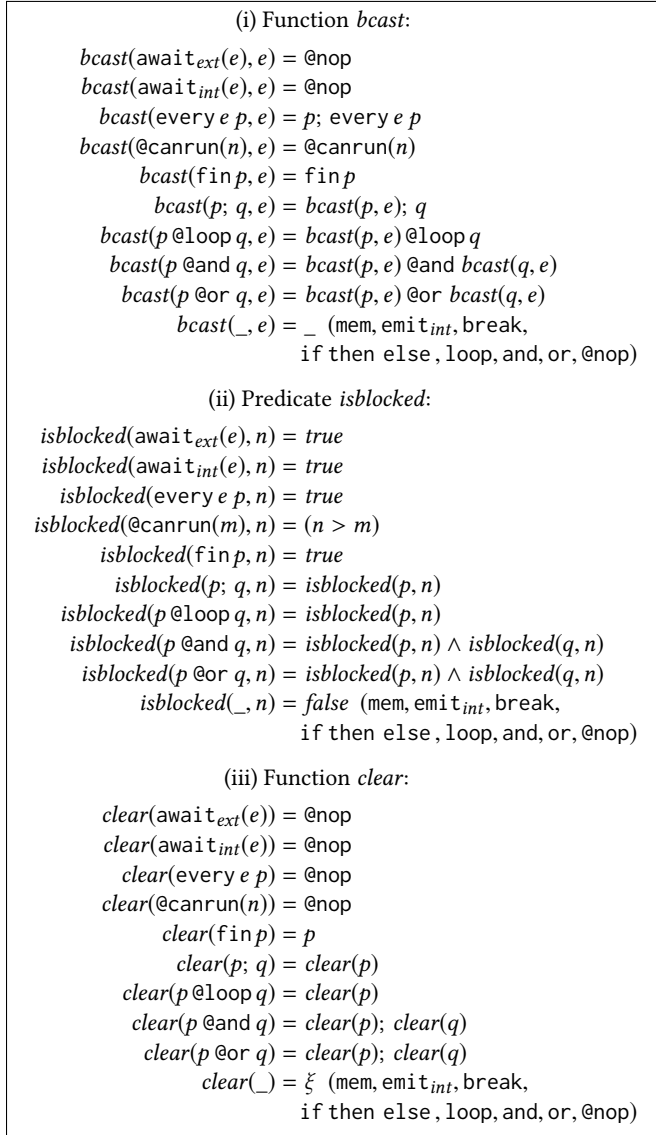 (i) Function bcast:
bcast(await_ext(e), e) = @nop
bcast(await_int(e), e) = @nop
bcast(every e p, e) = p; every e p
bcast(@canrun(n), e) = @canrun(n)
bcast(fin p, e) = fin p
bcast(p; q, e) = bcast(p, e); q
bcast(p @loop q, e) = bcast(p, e) @loop q
bcast(p @and q, e) = bcast(p, e) @and bcast(q, e)
bcast(p @or q, e) = bcast(p, e) @or bcast(q, e)
bcast(_, e) = _ (mem, emit_int, break,
if then else , loop, and, or, @nop)
(ii) Predicate isblocked:
isblocked(await_ext(e), n) = true
isblocked(await_int(e), n) = true
isblocked(every e p, n) = true
isblocked(@canrun(m), n) = (n > m)
isblocked(fin p, n) = true
isblocked(p; q, n) = isblocked(p, n)
isblocked(p @loop q, n) = isblocked(p, n)
isblocked(p @and q, n) = isblocked(p, n) ∧ isblocked(q, n)
isblocked(p @or q, n) = isblocked(p, n) ∧ isblocked(q, n)
isblocked(_, n) = false (mem, emit_int, break,
if then else , loop, and, or, @nop)
(iii) Function clear:
clear(await_ext(e)) = @nop
clear(await_int(e)) = @nop
clear(every e p) = @nop
clear(@canrun(n)) = @nop
clear(fin p) = p
clear(p; q) = clear(p)
clear(p @loop q) = clear(p)
clear(p @and q) = clear(p); clear(q)
clear(p @or q) = clear(p); clear(q)
clear(_) = ξ (mem, emit_int, break,
if then else , loop, and, or, @nop)